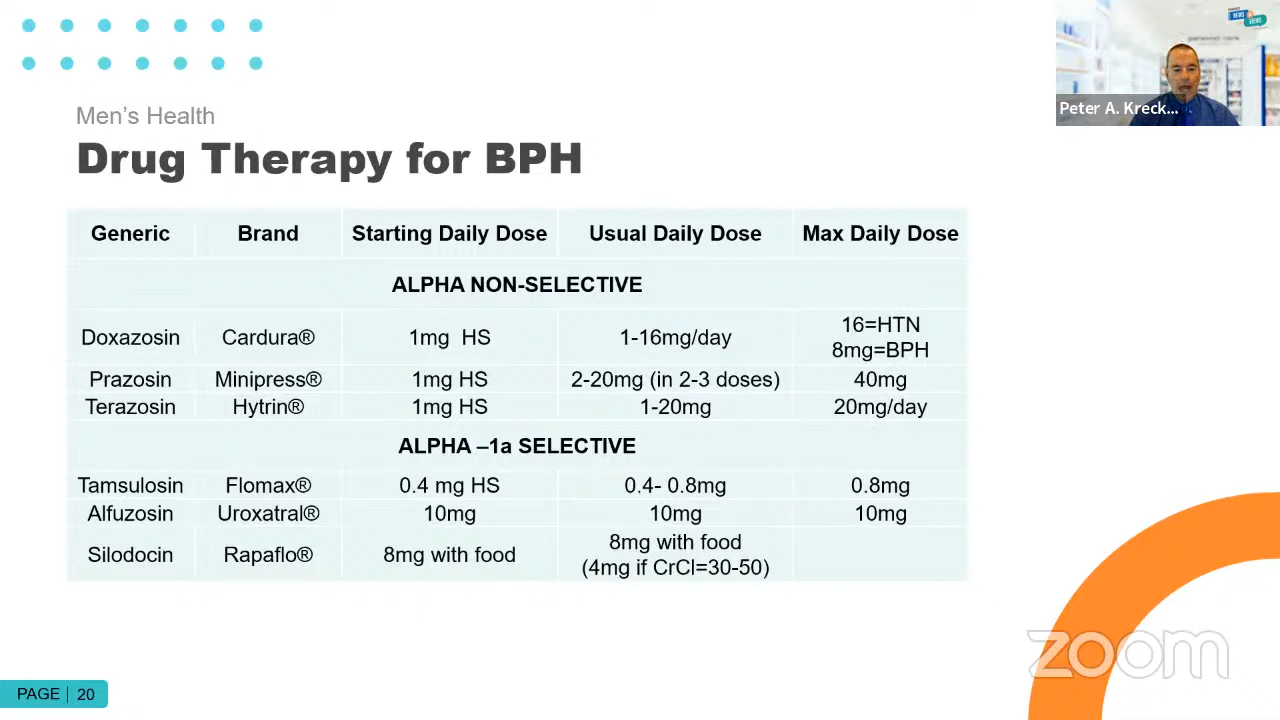 NEWS
VIEWS
Peter A. Kreck...
Men's Health
Drug Therapy for BPH
Generic Brand Starting Daily Dose Usual Daily Dose Max Daily Dose
ALPHA NON-SELECTIVE
Doxazosin Cardura® 1mg HS 1-16mg/day 16=HTN
8mg=BPH
Prazosin Minipress® 1mg HS 2-20mg (in 2-3 doses) 40mg
Terazosin Hytrin® 1mg HS 1-20mg 20mg/day
ALPHA –1a SELECTIVE
Tamsulosin Flomax® 0.4 mg HS 0.4- 0.8mg 0.8mg
Alfuzosin Uroxatral® 10mg 10mg 10mg
Silodocin Rapaflo® 8mg with food 8mg with food
(4mg if CrCl=30-50)
zoom
PAGE | 20